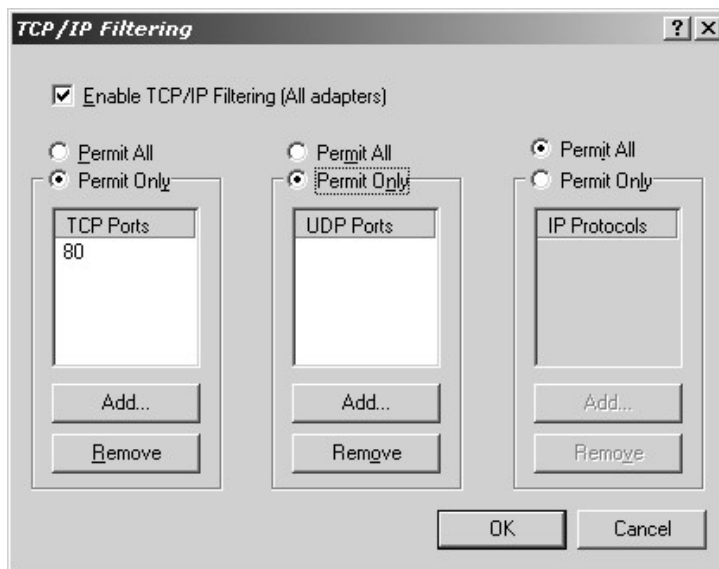 TCP/IP Filtering
Enable TCP/IP Filtering (All adapters)
Permit All
Permit Only
TCP Ports
80
Add...
Remove
Permit All
Permit Only
UDP Ports
Add...
Remove
Permit All
Permit Only
IP Protocols
Add...
Remove
OK
Cancel